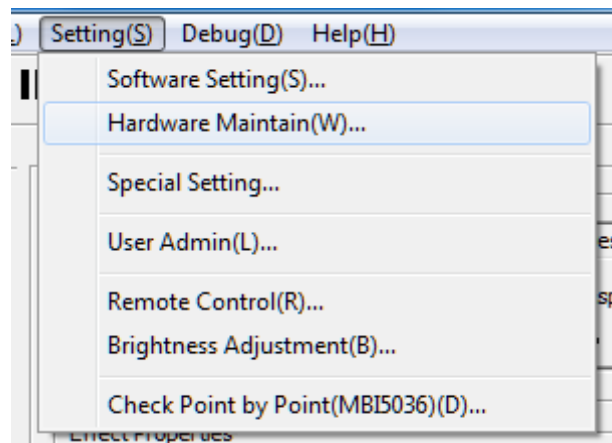 Setting(S) Debug(D) Help(H)
Software Setting(S)...
Hardware Maintain(W)...
Special Setting...
User Admin(L)...
Remote Control(R)...
Brightness Adjustment(B)...
Check Point by Point(MBI5036)(D)...
Effect Properties